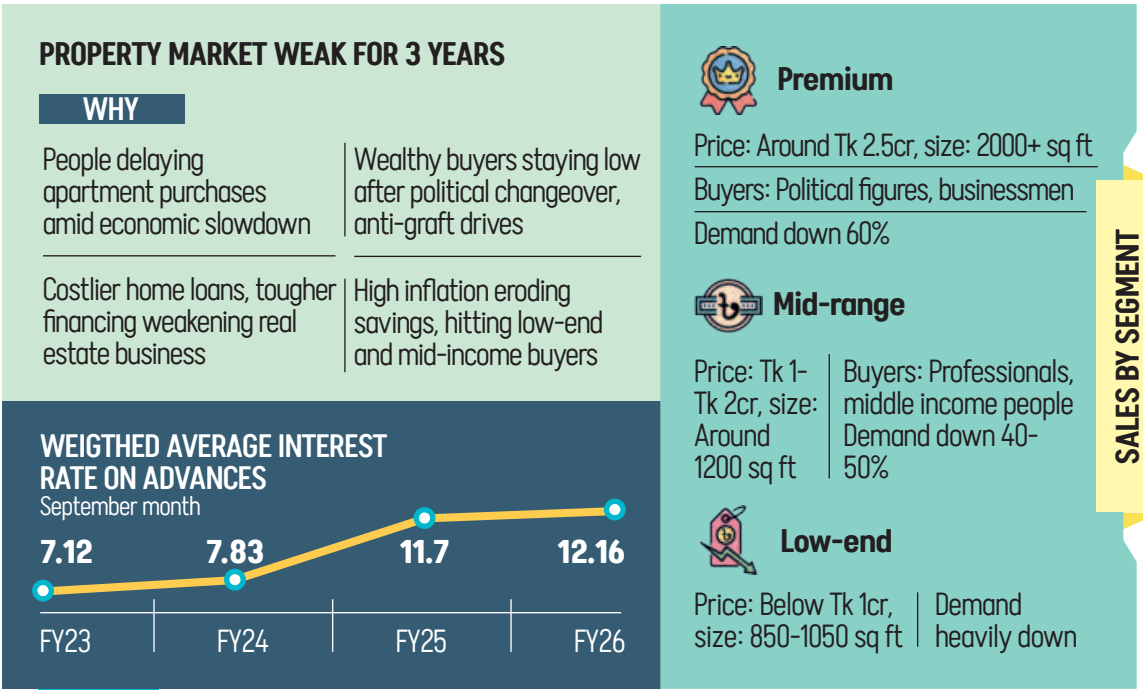 PROPERTY MARKET WEAK FOR 3 YEARS
WHY
People delaying
apartment purchases
amid economic slowdown
Wealthy buyers staying low
after political changeover,
anti-graft drives
Costlier home loans, tougher
financing weakening real
estate business
High inflation eroding
savings, hitting low-end
and mid-income buyers
WEIGTHED AVERAGE INTEREST
RATE ON ADVANCES
September month
7.12 7.83 11.7 12.16
FY23 FY24 FY25 FY26
SALES BY SEGMENT
Premium
Price: Around Tk 2.5cr, size: 2000+ sq ft
Buyers: Political figures, businessmen
Demand down 60%
৳
Mid-range
Price: Tk 1-
Tk 2cr, size:
Around
1200 sq ft
Buyers: Professionals,
middle income people
Demand down 40-
50%
৳
Low-end
Price: Below Tk 1cr,
size: 850-1050 sq ft
Demand
heavily down